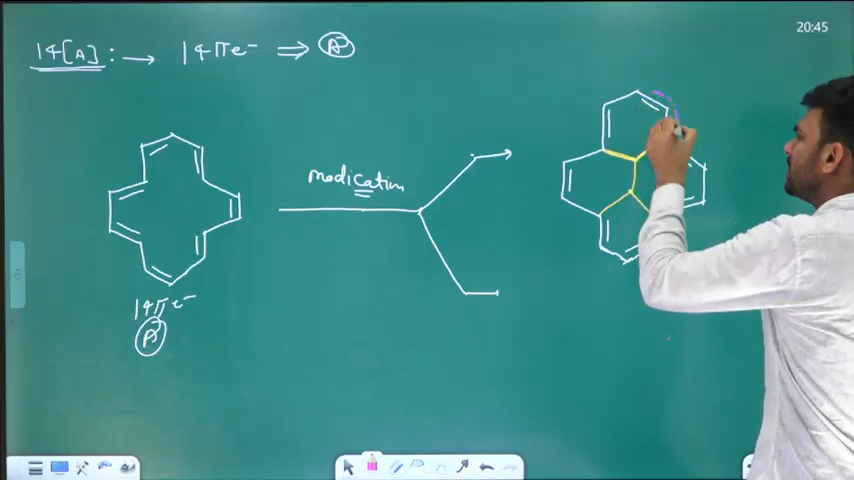 14[A] : → 14πe⁻ ⇒ A
20:45
modication
14πe⁻
A